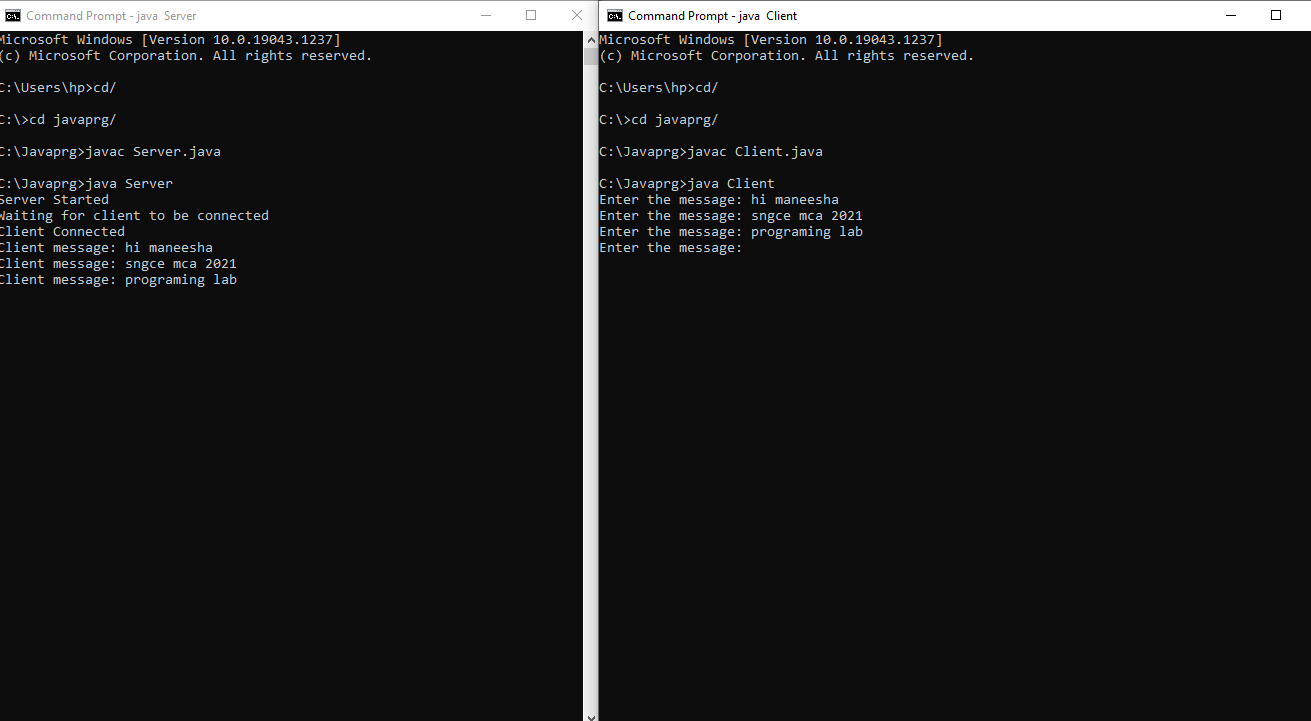 Command Prompt - java  Server
Microsoft Windows [Version 10.0.19043.1237]
(c) Microsoft Corporation. All rights reserved.
C:\Users\hp>cd/
C:\>cd javaprg/
C:\Javaprg>javac Server.java
C:\Javaprg>java Server
Server Started
Waiting for client to be connected
Client Connected
Client message: hi maneesha
Client message: sngce mca 2021
Client message: programing lab
Command Prompt - java  Client
Microsoft Windows [Version 10.0.19043.1237]
(c) Microsoft Corporation. All rights reserved.
C:\Users\hp>cd/
C:\>cd javaprg/
C:\Javaprg>javac Client.java
C:\Javaprg>java Client
Enter the message: hi maneesha
Enter the message: sngce mca 2021
Enter the message: programing lab
Enter the message: